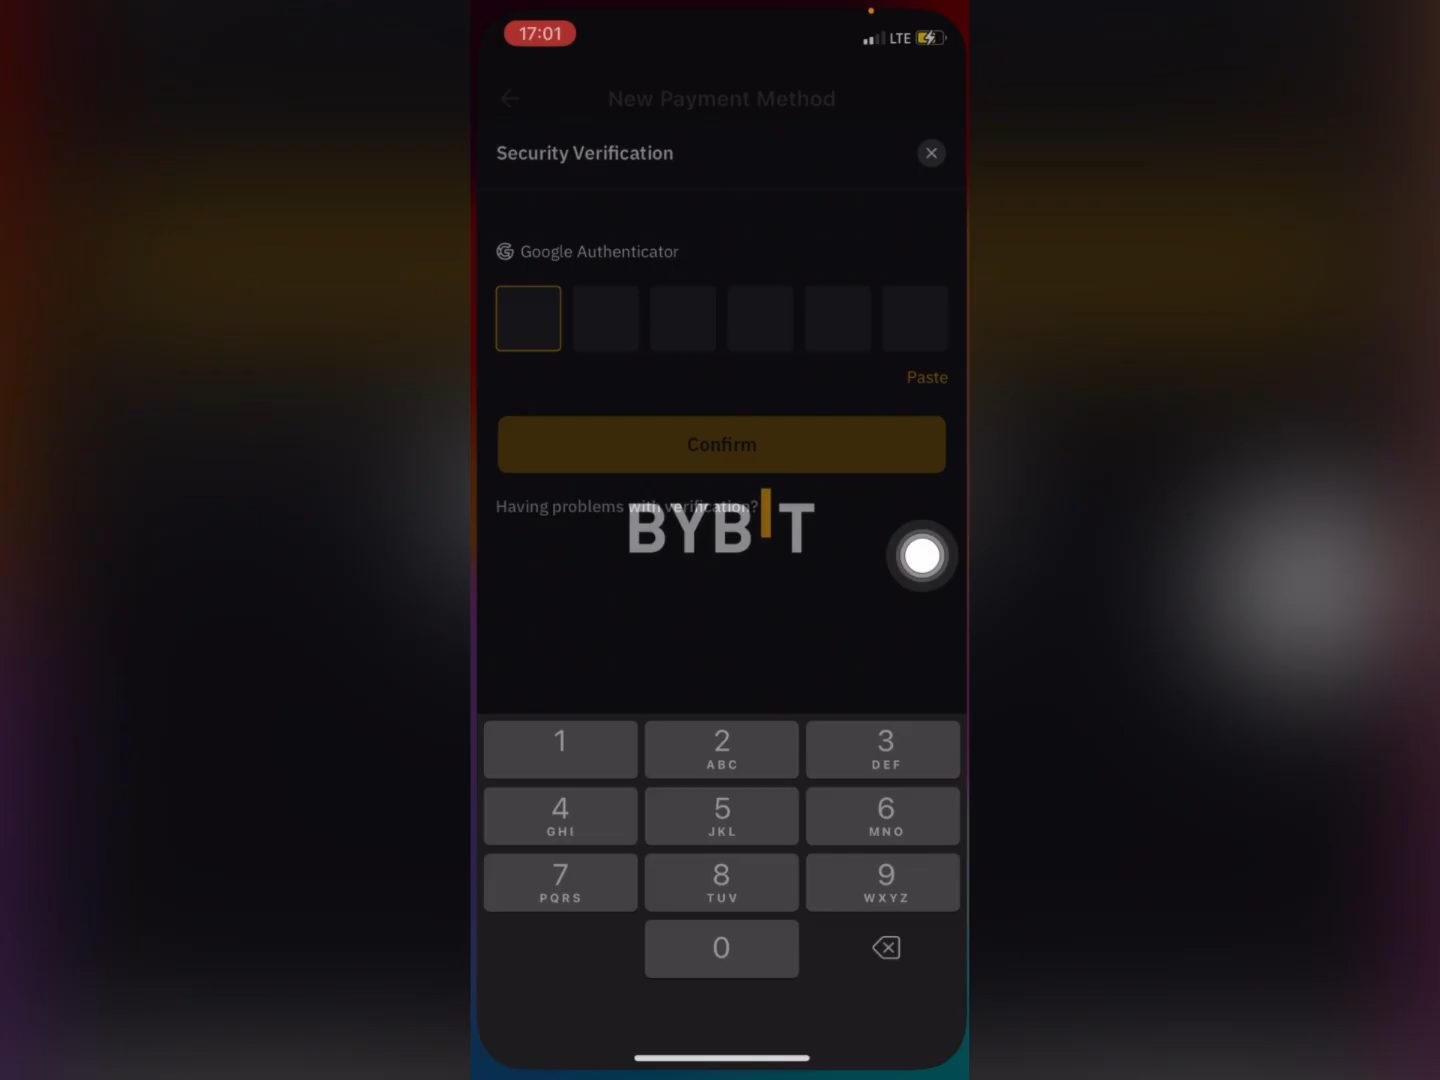 17:01
LTE
New Payment Method
Security Verification
Google Authenticator
Paste
Confirm
Having problems with verification?
BYBIT
1
2
ABC
3
DEF
4
GHI
5
JKL
6
MNO
7
PQRS
8
TUV
9
WXYZ
0